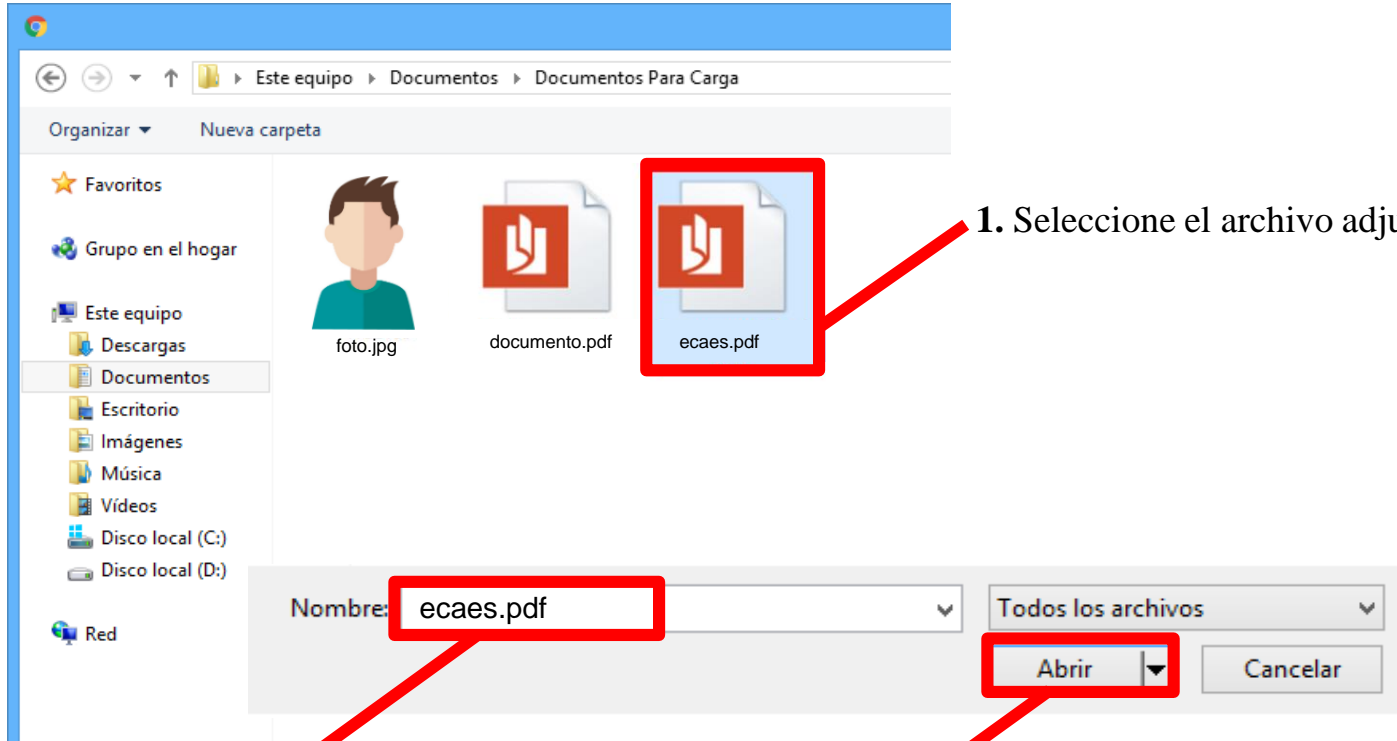 Este equipo Documentos Documentos Para Carga
Organizar Nueva carpeta
Favoritos
Grupo en el hogar
Este equipo
Descargas
Documentos
Escritorio
Imágenes
Música
Vídeos
Disco local (C:)
Disco local (D:)
Red
foto.jpg documento.pdf ecaes.pdf
1. Seleccione el archivo adju
Nombre: ecaes.pdf Todos los archivos
Abrir Cancelar